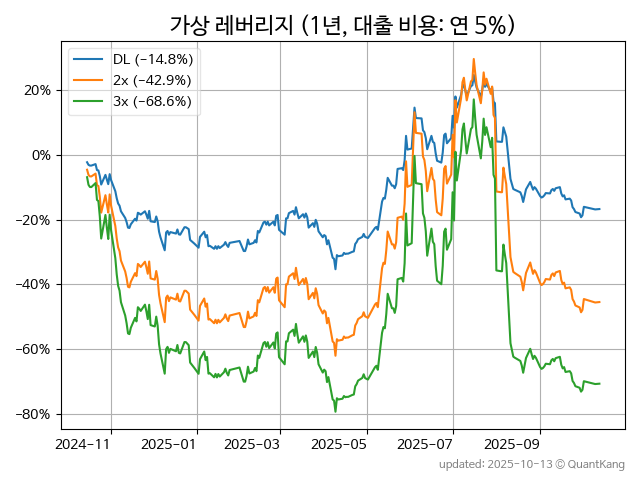 가상 레버리지 (1년, 대출 비용: 연 5%)
DL (−14.8%)
2x (−42.9%)
3x (−68.6%)
20%
0%
−20%
−40%
−60%
−80%
2024-11 2025-01 2025-03 2025-05 2025-07 2025-09
updated: 2025-10-13 © QuantKang